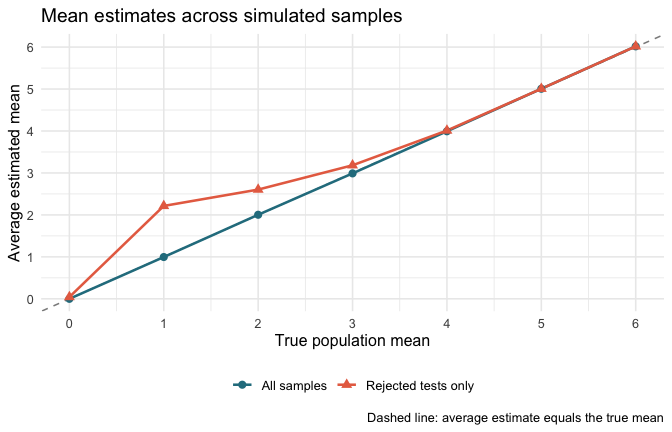 Mean estimates across simulated samples
Average estimated mean
6
5
4
3
2
1
0
0 1 2 3 4 5 6
True population mean
All samples Rejected tests only
Dashed line: average estimate equals the true mean